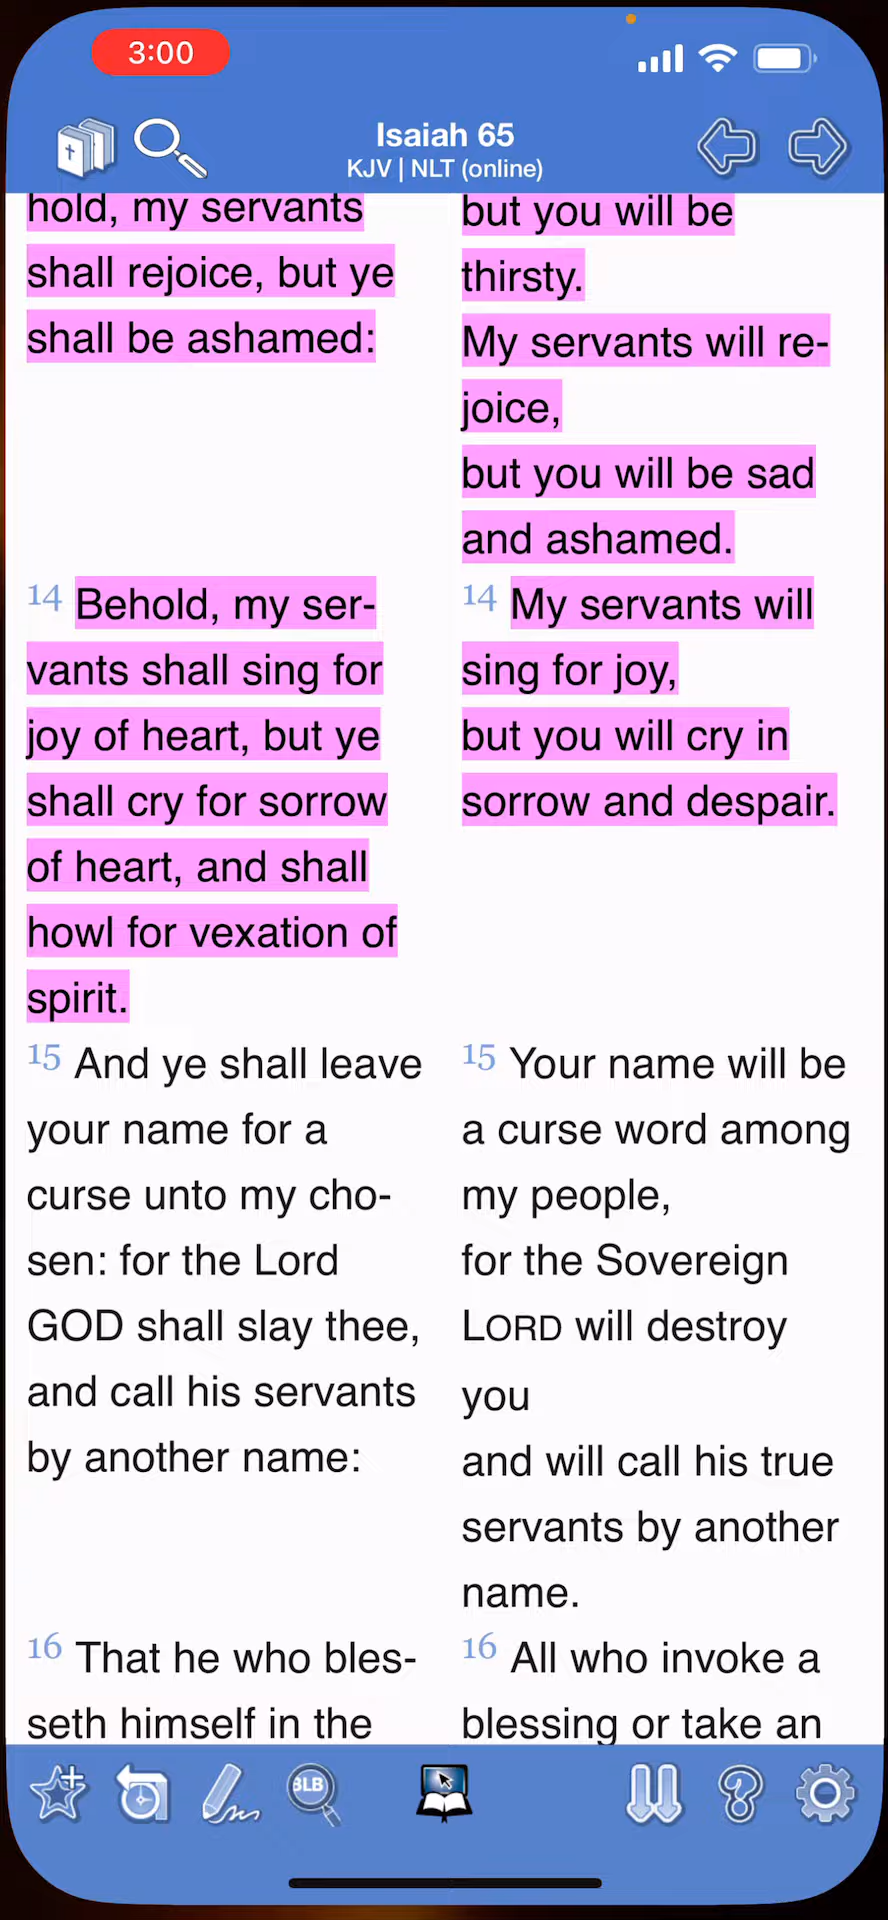 3:00
Isaiah 65
KJV | NLT (online)
hold, my servants
shall rejoice, but ye
shall be ashamed:
14 Behold, my ser-
vants shall sing for
joy of heart, but ye
shall cry for sorrow
of heart, and shall
howl for vexation of
spirit.
15 And ye shall leave
your name for a
curse unto my cho-
sen: for the Lord
GOD shall slay thee,
and call his servants
by another name:
16 That he who bles-
seth himself in the
but you will be
thirsty.
My servants will re-
joice,
but you will be sad
and ashamed.
14 My servants will
sing for joy,
but you will cry in
sorrow and despair.
15 Your name will be
a curse word among
my people,
for the Sovereign
LORD will destroy
you
and will call his true
servants by another
name.
16 All who invoke a
blessing or take an
BLB